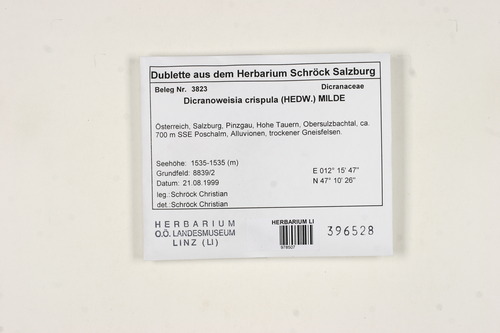 Dublette aus dem Herbarium Schröck Salzburg
Beleg Nr. 3823 Dicranaceae
Dicranoweisia crispula (HEDW.) MILDE
Österreich, Salzburg, Pinzgau, Hohe Tauern, Obersulzbachtal, ca.
700 m SSE Poschalm, Alluvionen, trockener Gneisfelsen.
Seehöhe: 1535-1535 (m) E 012° 15' 47"
Grundfeld: 8839/2 N 47° 10' 26"
Datum: 21.08.1999
leg.: Schröck Christian
det.: Schröck Christian
HERBARIUM
O.Ö. LANDESMUSEUM
LINZ (LI)
HERBARIUM LI
978507
396528